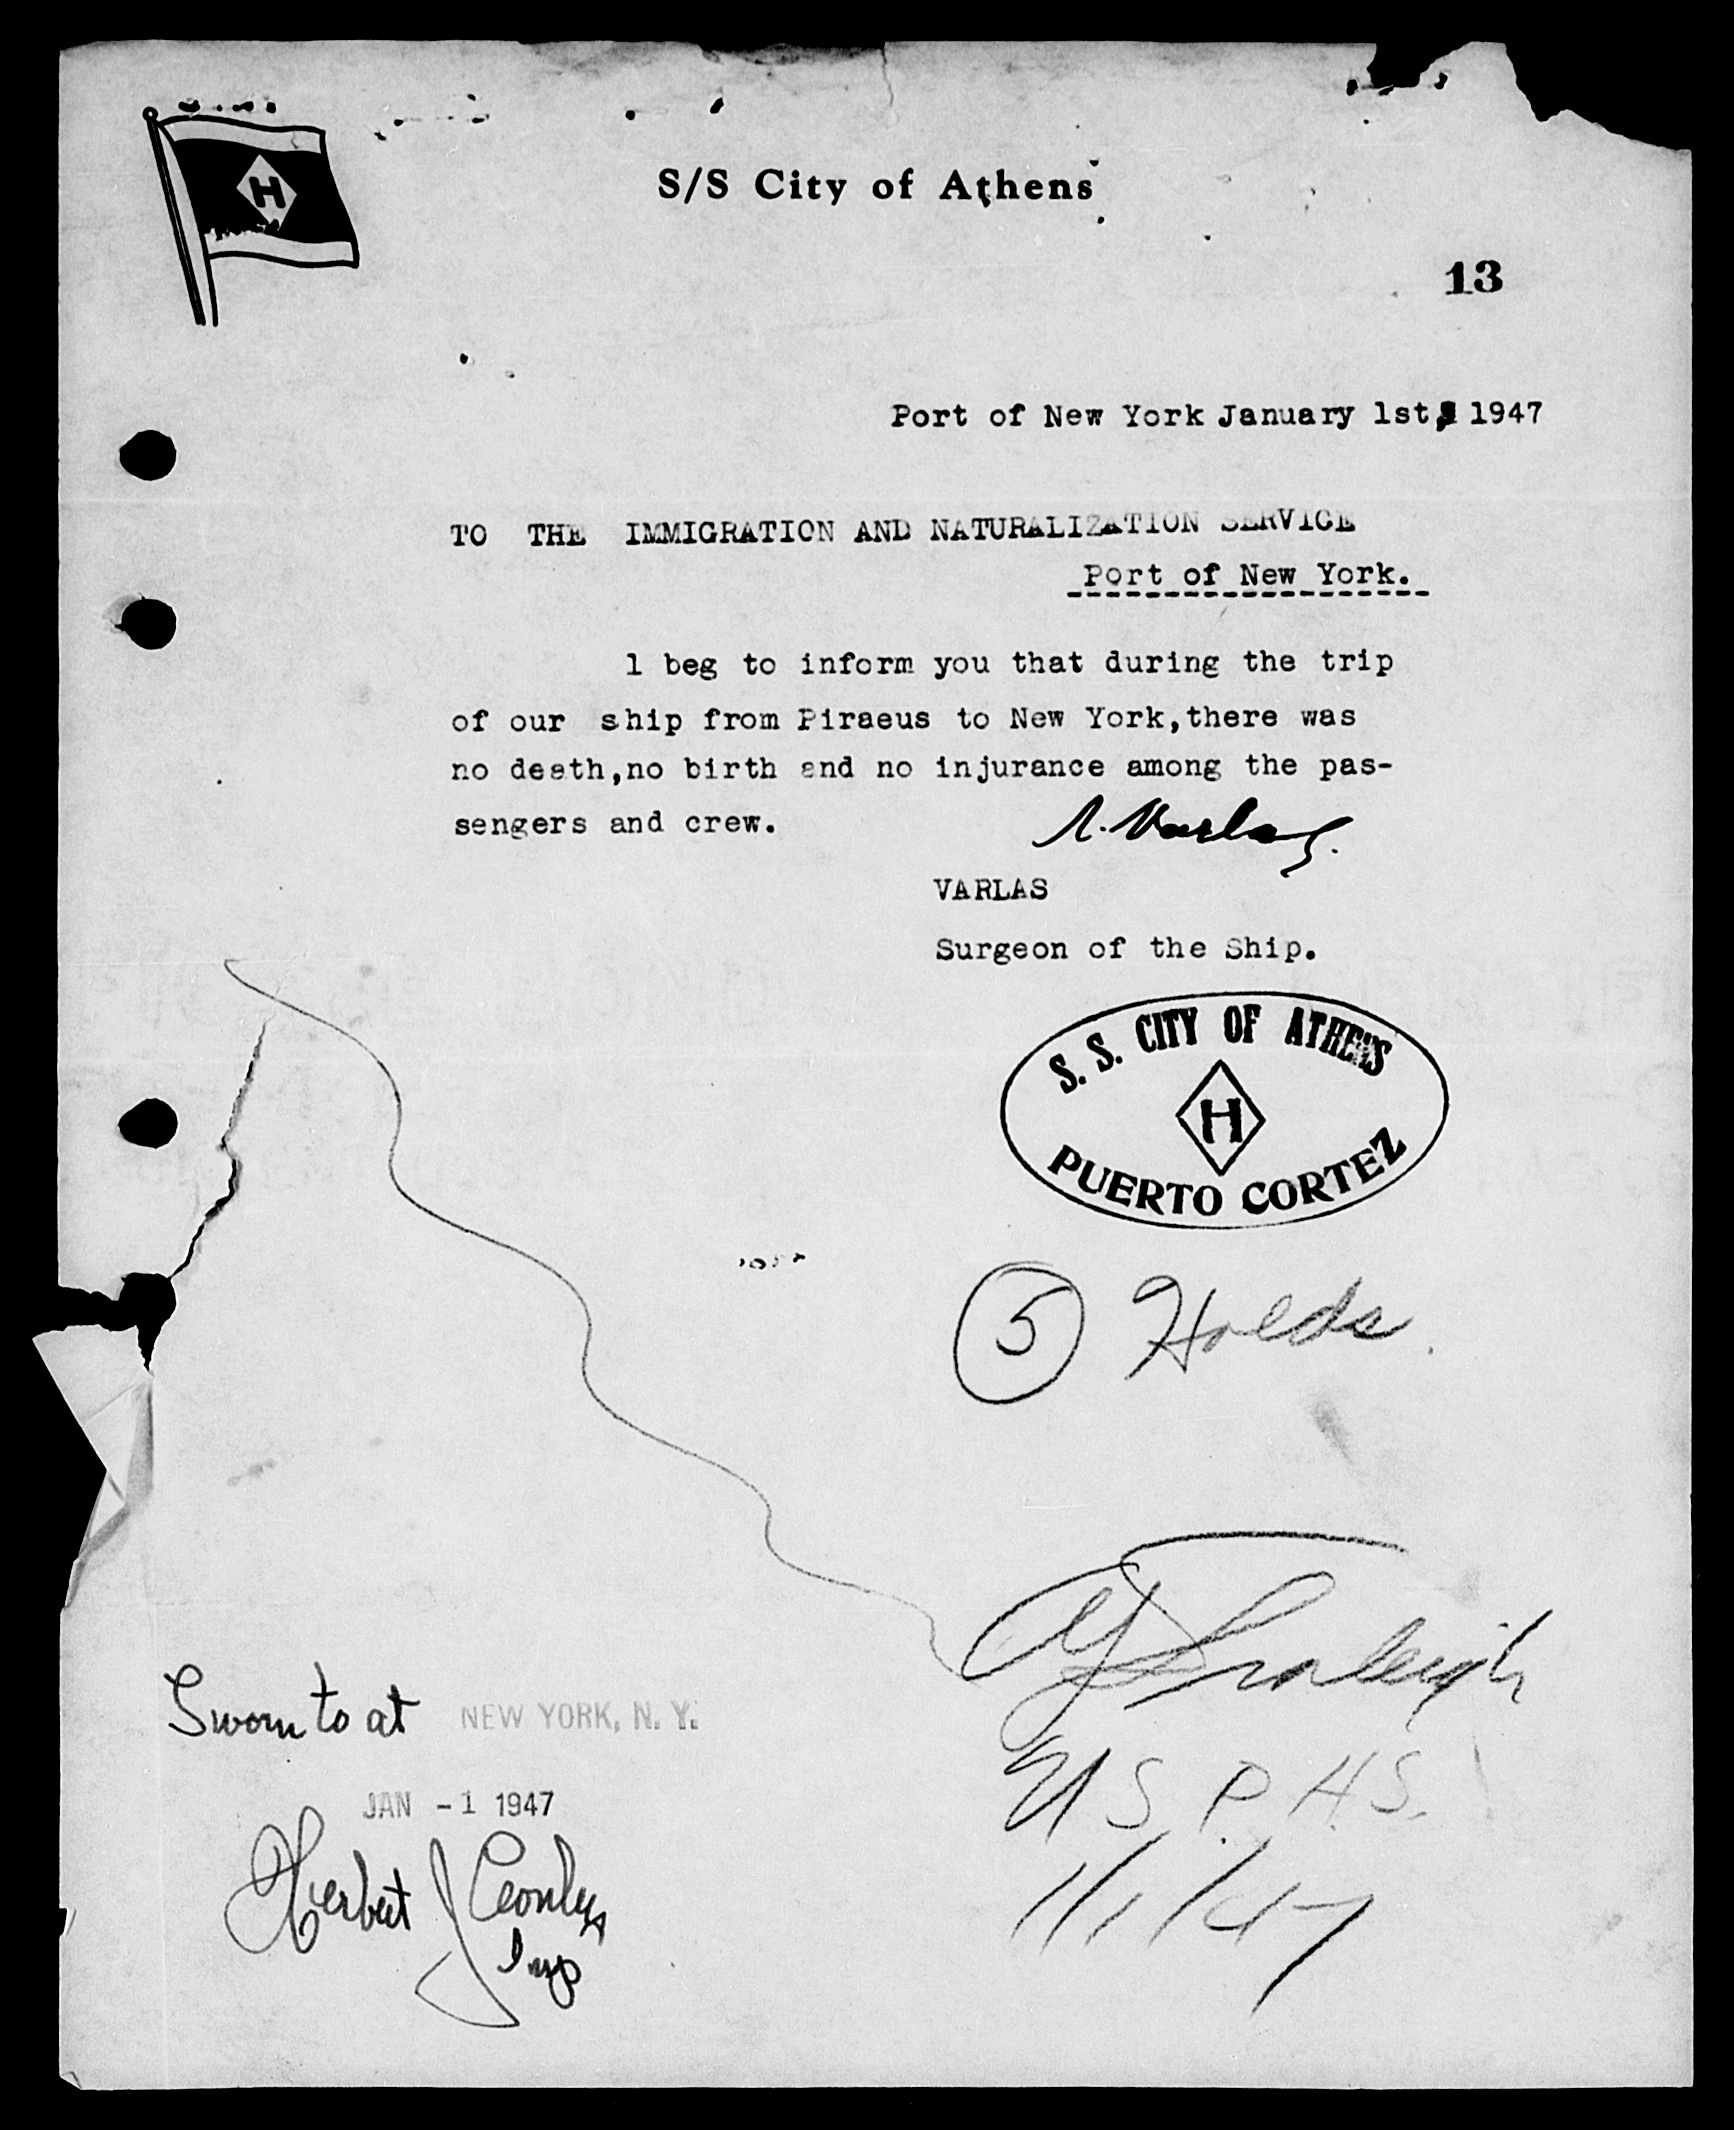 H
S/S City of Athens
13
Port of New York January 1st, 1947
TO THE IMMIGRATION AND NATURALIZATION SERVICE
Port of New York.
1 beg to inform you that during the trip
of our ship from Piraeus to New York,there was
no death,no birth and no injurance among the pas-
sengers and crew.
Varlas.
VARLAS
Surgeon of the Ship.
S. S. CITY OF ATHENS
H
PUERTO CORTEZ
5 Holds.
U S P. H. S.
1/1/47
Sworn to at NEW YORK, N. Y.
JAN -1 1947
Herbert J
Insp